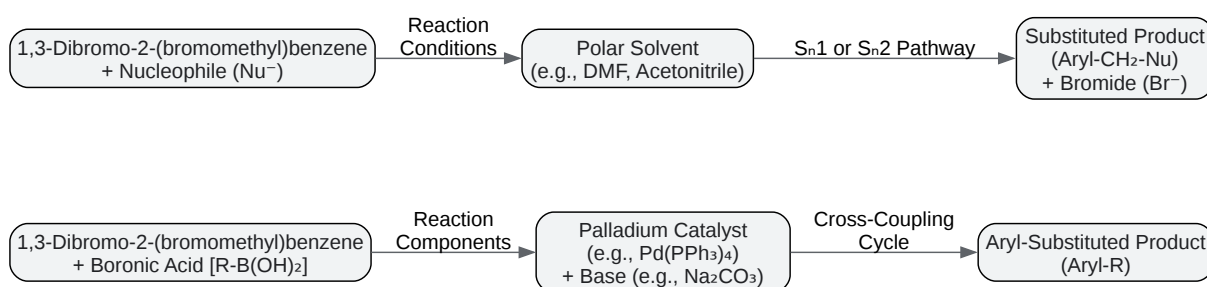 1,3-Dibromo-2-(bromomethyl)benzene
+ Nucleophile (Nu⁻)
Reaction
Conditions
Polar Solvent
(e.g., DMF, Acetonitrile)
Sₙ1 or Sₙ2 Pathway
Substituted Product
(Aryl-CH₂-Nu)
+ Bromide (Br⁻)
1,3-Dibromo-2-(bromomethyl)benzene
+ Boronic Acid [R-B(OH)₂]
Reaction
Components
Palladium Catalyst
(e.g., Pd(PPh₃)₄)
+ Base (e.g., Na₂CO₃)
Cross-Coupling
Cycle
Aryl-Substituted Product
(Aryl-R)